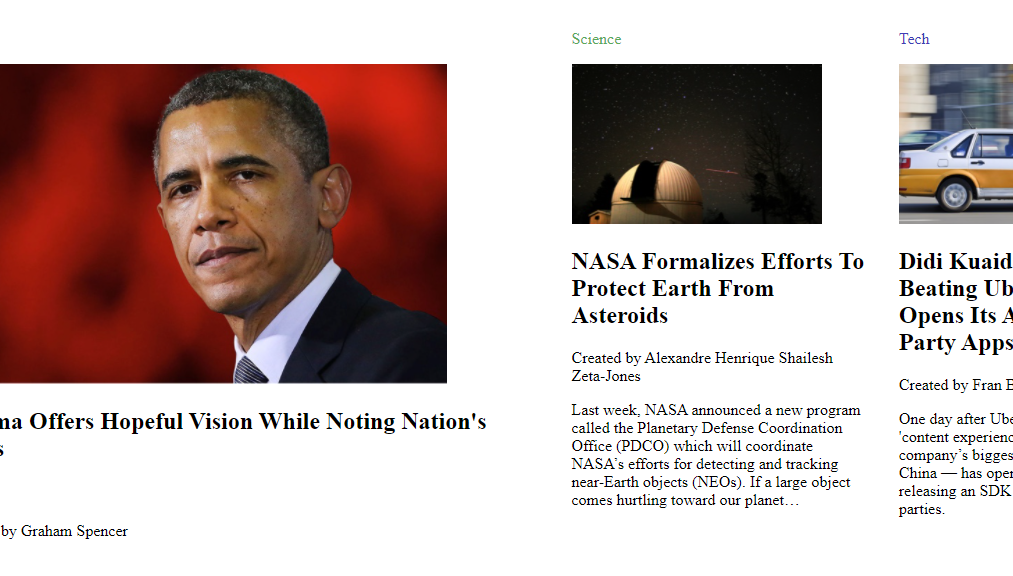 ma Offers Hopeful Vision While Noting Nation's
s
by Graham Spencer
Science
NASA Formalizes Efforts To
Protect Earth From
Asteroids
Created by Alexandre Henrique Shailesh
Zeta-Jones
Last week, NASA announced a new program
called the Planetary Defense Coordination
Office (PDCO) which will coordinate
NASA’s efforts for detecting and tracking
near-Earth objects (NEOs). If a large object
comes hurtling toward our planet…
Tech
Didi Kuaid
Beating Ub
Opens Its A
Party Apps
Created by Fran B
One day after Ube
'content experienc
company’s biggest
China — has open
releasing an SDK
parties.